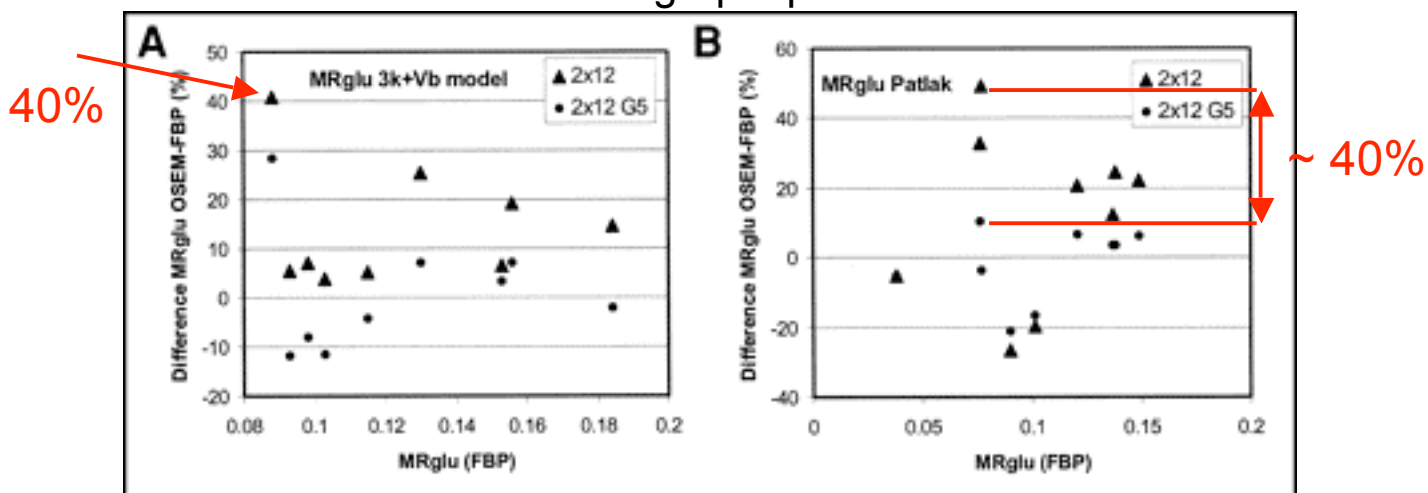 A
B
40%
~ 40%
MRglu 3k+Vb model
▲ 2x12
• 2x12 G5
Difference MRglu OSEM-FBP (%)
50
40
30
20
10
0
-10
-20
0.08
0.1
0.12
0.14
0.16
0.18
0.2
MRglu (FBP)
MRglu Patlak
▲ 2x12
• 2x12 G5
Difference MRglu OSEM-FBP (%)
60
40
20
0
-20
-40
0
0.05
0.1
0.15
0.2
MRglu (FBP)